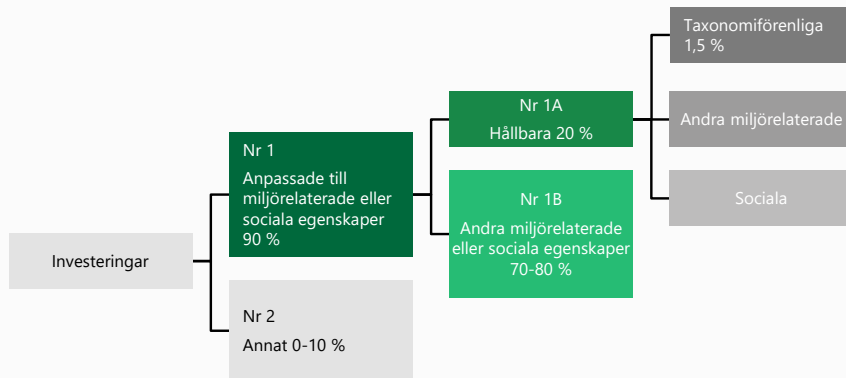 Investeringar
Nr 1
Anpassade till
miljörelaterade eller
sociala egenskaper
90 %
Nr 2
Annat 0-10 %
Nr 1A
Hållbara 20 %
Nr 1B
Andra miljörelaterade
eller sociala egenskaper
70-80 %
Taxonomiförenliga
1,5 %
Andra miljörelaterade
Sociala